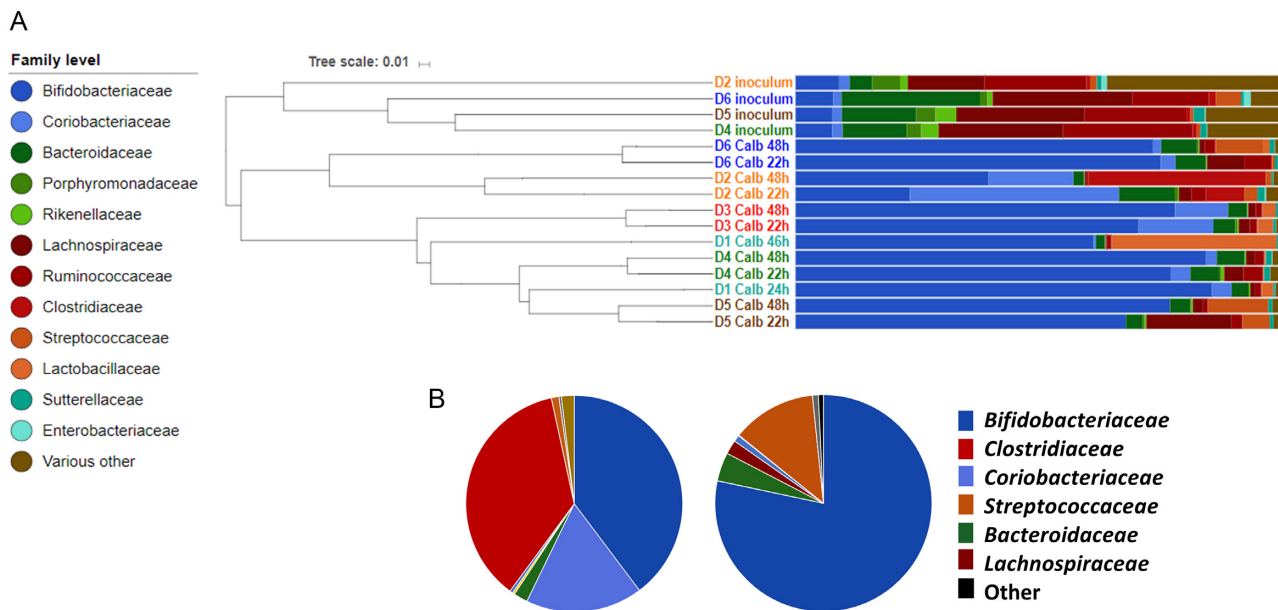 A
Family level
Bifidobacteriaceae
Coriobacteriaceae
Bacteroidaceae
Porphyromonadaceae
Rikenellaceae
Lachnospiraceae
Ruminococcaceae
Clostridiaceae
Streptococcaceae
Lactobacillaceae
Sutterellaceae
Enterobacteriaceae
Various other
Tree scale: 0.01
D2 inoculum
D6 inoculum
D5 inoculum
D4 inoculum
D6 Calb 48h
D6 Calb 22h
D2 Calb 48h
D2 Calb 22h
D3 Calb 48h
D3 Calb 22h
D1 Calb 46h
D4 Calb 48h
D4 Calb 22h
D1 Calb 24h
D5 Calb 48h
D5 Calb 22h
B
Bifidobacteriaceae
Clostridiaceae
Coriobacteriaceae
Streptococcaceae
Bacteroidaceae
Lachnospiraceae
Other